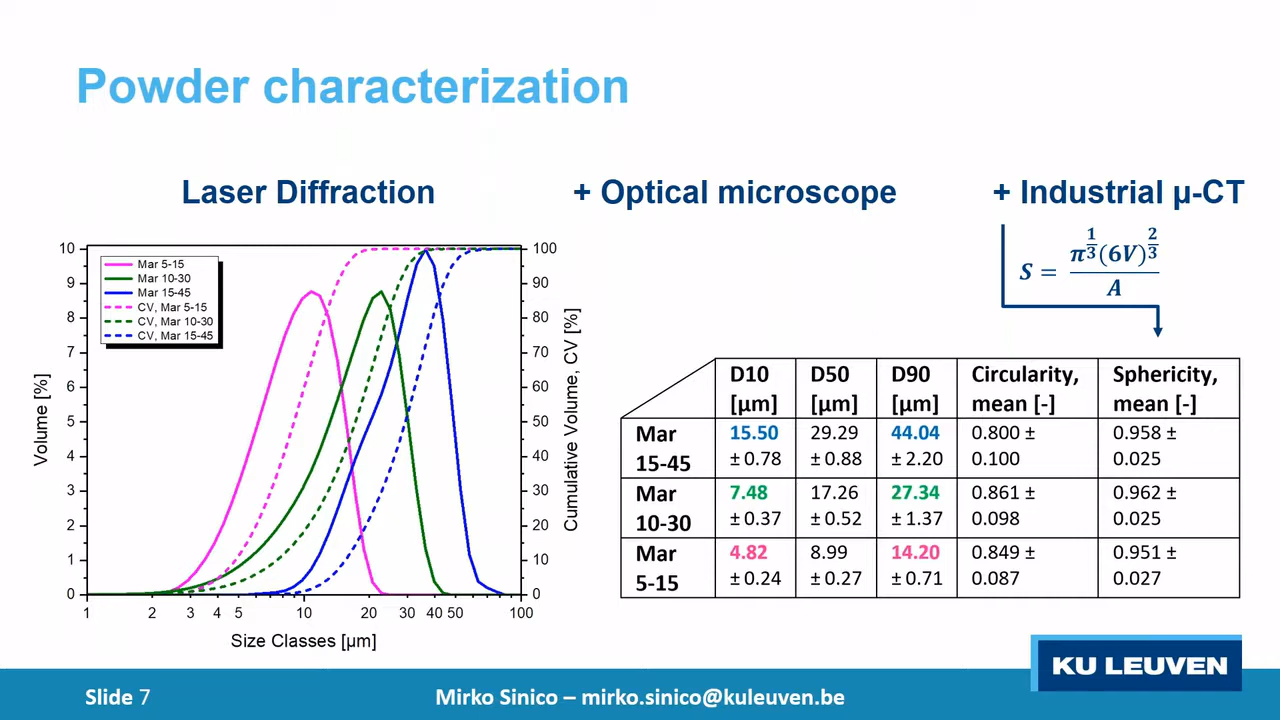 Powder characterization
Laser Diffraction
+ Optical microscope
+ Industrial µ-CT
S = π^(1/3)(6V)^(2/3) / A
Mar 5-15
Mar 10-30
Mar 15-45
CV, Mar 5-15
CV, Mar 10-30
CV, Mar 15-45
Volume [%]
10
9
8
7
6
5
4
3
2
1
0
Cumulative Volume, CV [%]
100
90
80
70
60
50
40
30
20
10
0
1 2 3 4 5 10 20 30 40 50 100
Size Classes [µm]
D10 [µm] D50 [µm] D90 [µm] Circularity, mean [-] Sphericity, mean [-]
Mar 15-45 15.50 ± 0.78 29.29 ± 0.88 44.04 ± 2.20 0.800 ± 0.100 0.958 ± 0.025
Mar 10-30 7.48 ± 0.37 17.26 ± 0.52 27.34 ± 1.37 0.861 ± 0.098 0.962 ± 0.025
Mar 5-15 4.82 ± 0.24 8.99 ± 0.27 14.20 ± 0.71 0.849 ± 0.087 0.951 ± 0.027
KU LEUVEN
Slide 7
Mirko Sinico – mirko.sinico@kuleuven.be